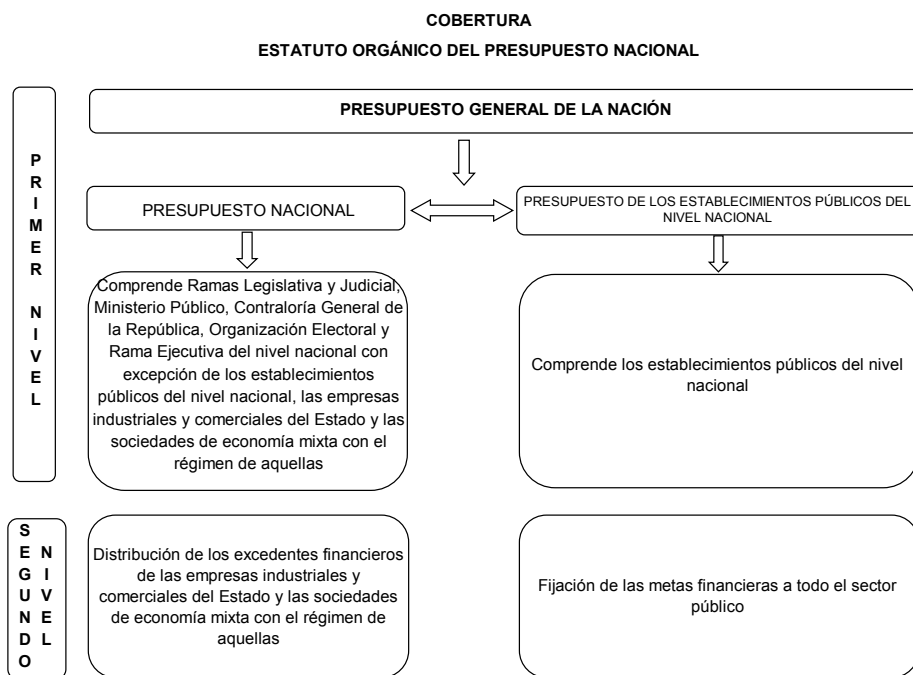 COBERTURA
ESTATUTO ORGÁNICO DEL PRESUPUESTO NACIONAL
PRIMER NIVEL
PRESUPUESTO GENERAL DE LA NACIÓN
PRESUPUESTO NACIONAL
PRESUPUESTO DE LOS ESTABLECIMIENTOS PÚBLICOS DEL
NIVEL NACIONAL
Comprende Ramas Legislativa y Judicial,
Ministerio Público, Contraloría General de
la República, Organización Electoral y
Rama Ejecutiva del nivel nacional con
excepción de los establecimientos
públicos del nivel nacional, las empresas
industriales y comerciales del Estado y las
sociedades de economía mixta con el
régimen de aquellas
Comprende los establecimientos públicos del nivel
nacional
SEGUNDO
NIVEL
Distribución de los excedentes financieros
de las empresas industriales y
comerciales del Estado y las sociedades
de economía mixta con el régimen de
aquellas
Fijación de las metas financieras a todo el sector
público